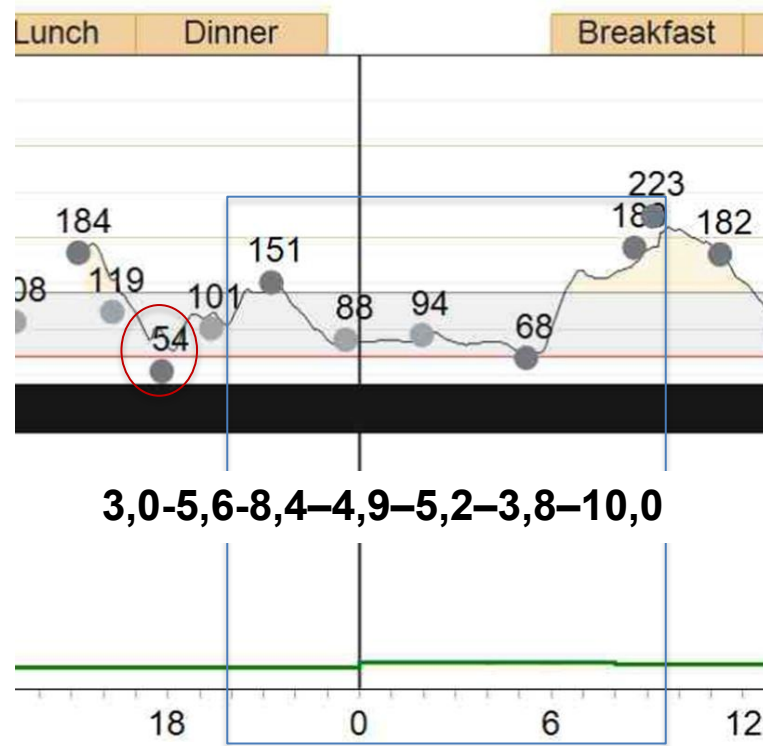 Lunch Dinner Breakfast
223
184 182
151
119 101
08 88 94
54 68
3,0-5,6-8,4–4,9–5,2–3,8–10,0
18 0 6 12